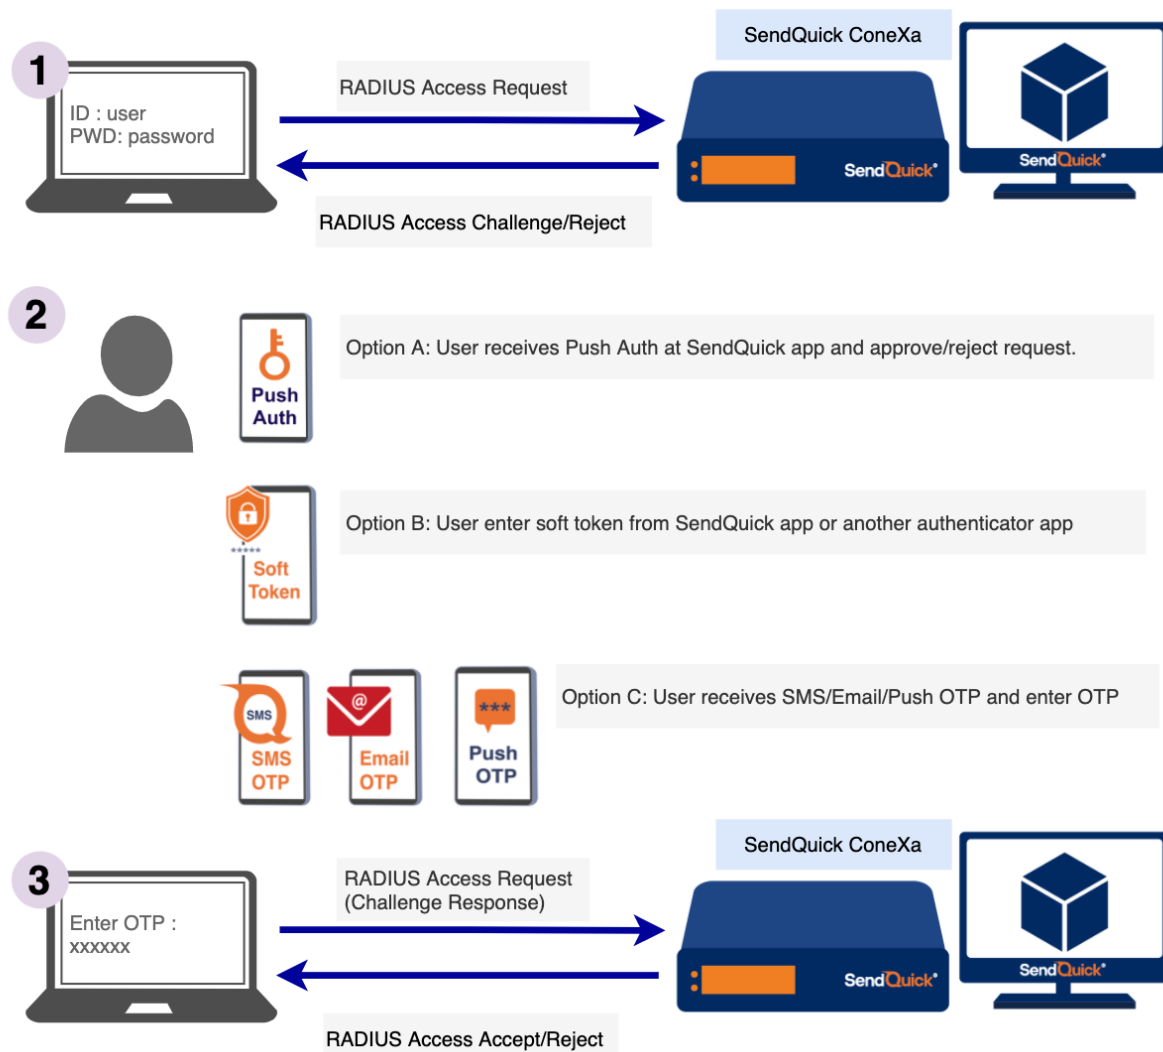 1
ID : user
PWD: password
RADIUS Access Request
RADIUS Access Challenge/Reject
SendQuick ConeXa
SendQuick®
SendQuick®
2
Push
Auth
Option A: User receives Push Auth at SendQuick app and approve/reject request.
*****
Soft
Token
Option B: User enter soft token from SendQuick app or another authenticator app
SMS
SMS
OTP
@
Email
OTP
***
Push
OTP
Option C: User receives SMS/Email/Push OTP and enter OTP
3
Enter OTP :
xxxxxx
RADIUS Access Request
(Challenge Response)
RADIUS Access Accept/Reject
SendQuick ConeXa
SendQuick®
SendQuick®